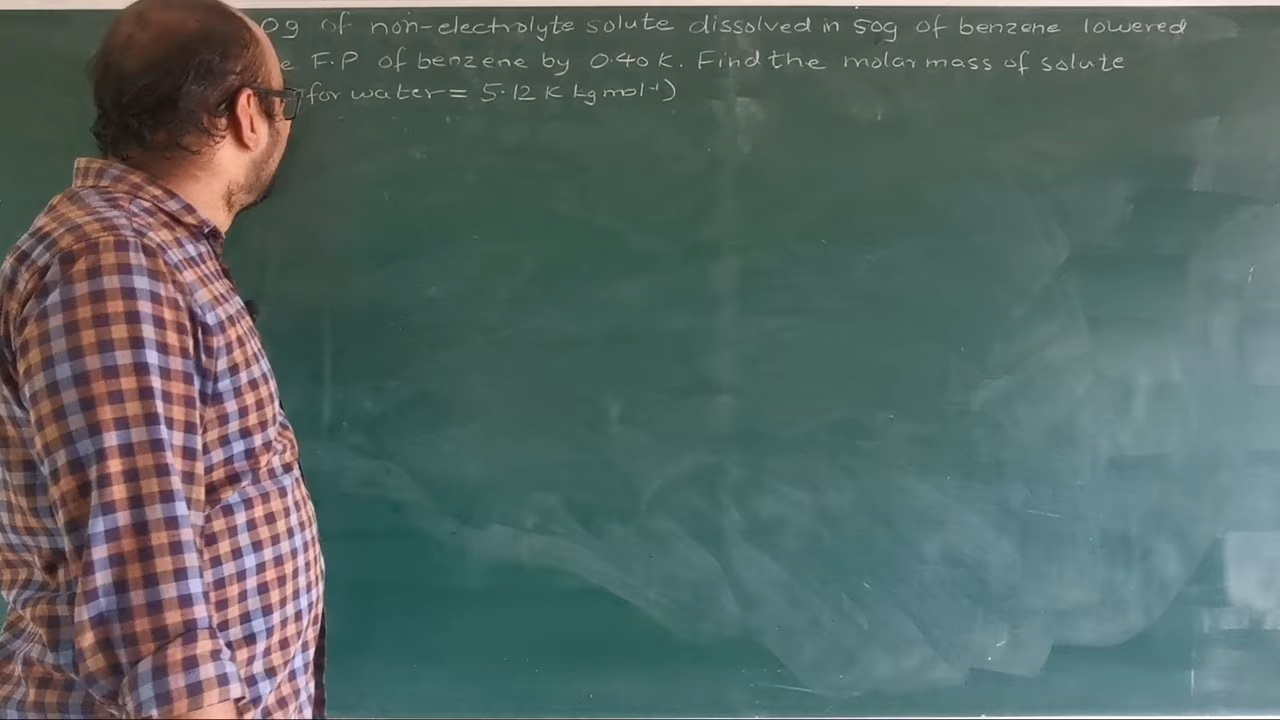 0g of non-electrolyte solute dissolved in 50g of benzene lowered
e F.P of benzene by 0.40 K. Find the molar mass of solute
for water = 5.12 K kg mol⁻¹)